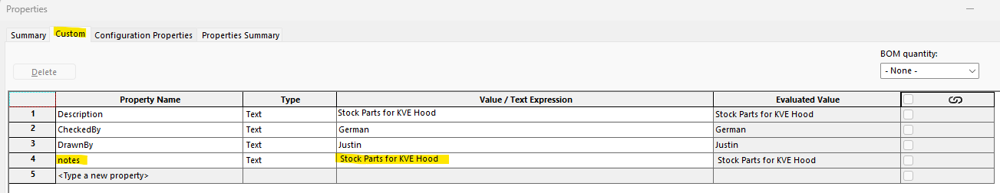 Properties
Summary Custom Configuration Properties Properties Summary
BOM quantity:
Delete
- None -
Property Name Type Value / Text Expression Evaluated Value
1 Description Text Stock Parts for KVE Hood Stock Parts for KVE Hood
2 CheckedBy Text German German
3 DrawnBy Text Justin Justin
4 notes Text Stock Parts for KVE Hood Stock Parts for KVE Hood
5 <Type a new property>